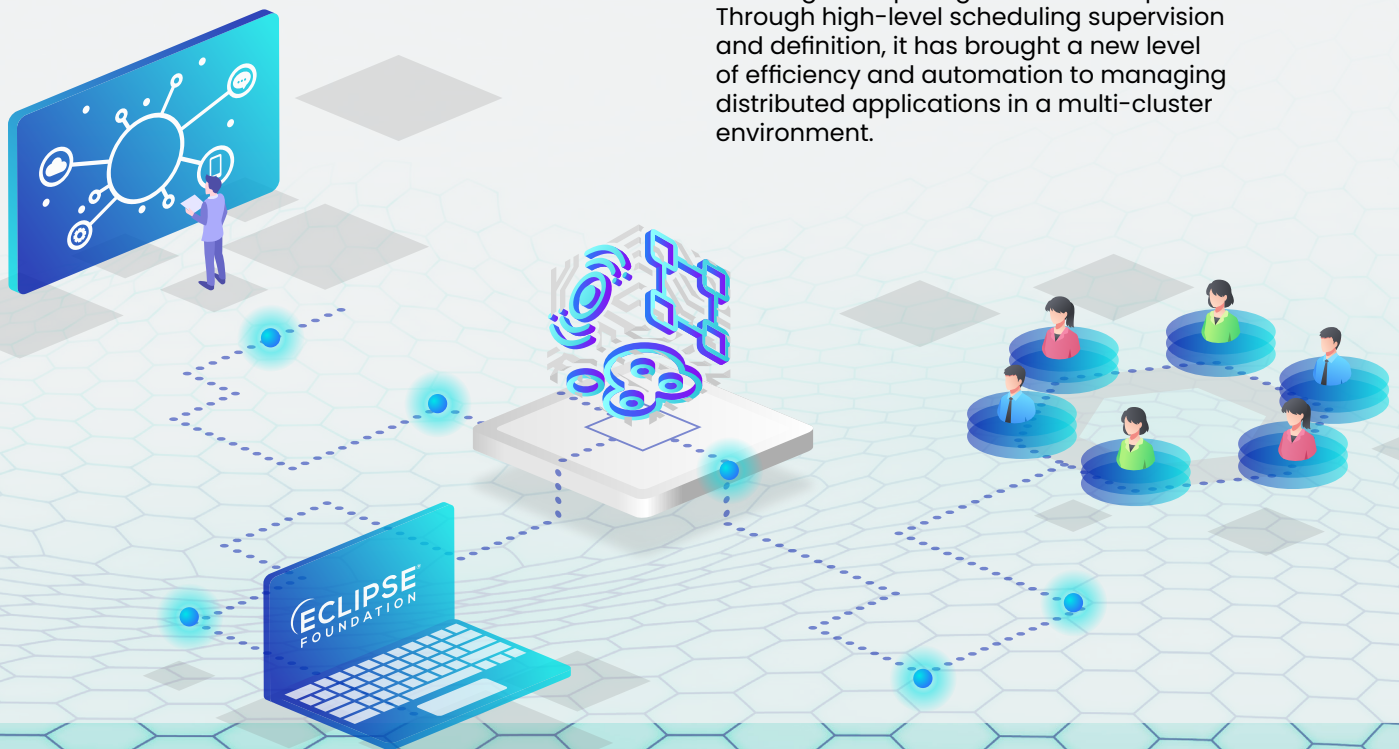 Through high-level scheduling supervision
and definition, it has brought a new level
of efficiency and automation to managing
distributed applications in a multi-cluster
environment.
ECLIPSE
FOUNDATION